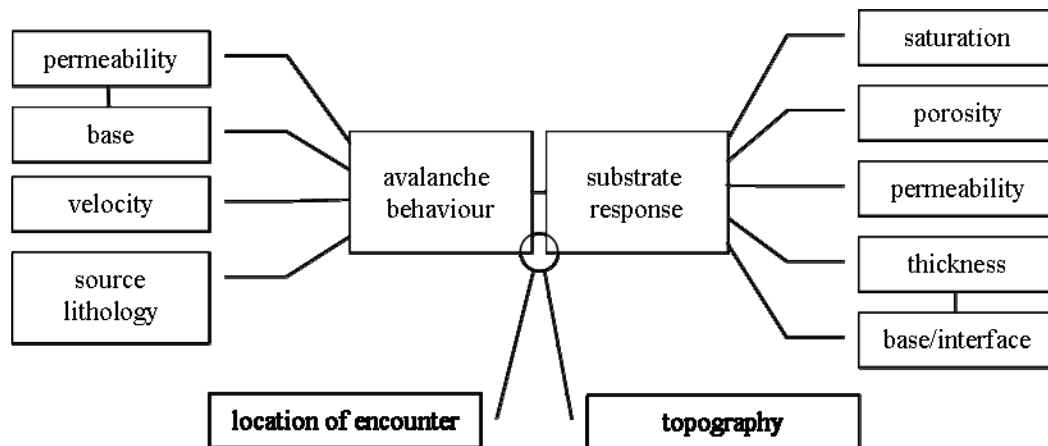 permeability
base
velocity
source
lithology
avalanche
behaviour
substrate
response
saturation
porosity
permeability
thickness
base/interface
location of encounter
topography